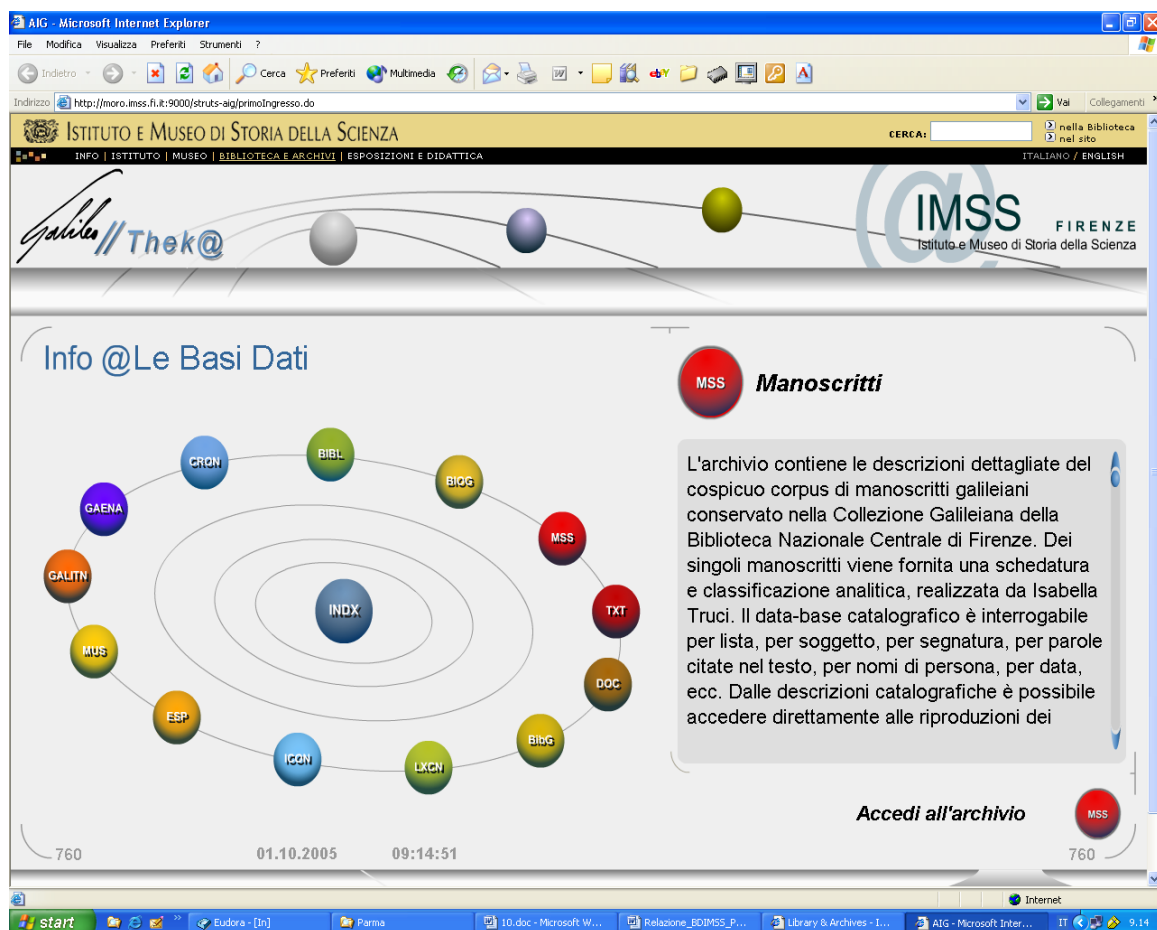 AIG - Microsoft Internet Explorer
File Modifica Visualizza Preferiti Strumenti ?
Indietro Cerca Preferiti Multimedia
Indirizzo http://moro.imss.fi.it:9000/struts-aig/primoIngresso.do Vai Collegamenti
ISTITUTO E MUSEO DI STORIA DELLA SCIENZA
CERCA: nella Biblioteca
nel sito
INFO | ISTITUTO | MUSEO | BIBLIOTECA E ARCHIVI | ESPOSIZIONI E DIDATTICA
ITALIANO / ENGLISH
Galileo//Thek@
IMSS FIRENZE
Istituto e Museo di Storia della Scienza
Info @Le Basi Dati
CRON
BIBL
BIOG
GAENA
MSS
GALITN
INDX
TXT
MUS
DOC
ESP
BibG
ICON
LXCN
MSS Manoscritti
L'archivio contiene le descrizioni dettagliate del
cospicuo corpus di manoscritti galileiani
conservato nella Collezione Galileiana della
Biblioteca Nazionale Centrale di Firenze. Dei
singoli manoscritti viene fornita una schedatura
e classificazione analitica, realizzata da Isabella
Truci. Il data-base catalografico è interrogabile
per lista, per soggetto, per segnatura, per parole
citate nel testo, per nomi di persona, per data,
ecc. Dalle descrizioni catalografiche è possibile
accedere direttamente alle riproduzioni dei
Accedi all'archivio MSS
760 01.10.2005 09:14:51 760
Internet
start Eudora - [In] Parma 10.doc - Microsoft W... Relazione_BDIMSS_P... Library & Archives - I... AIG - Microsoft Inter... IT 9.14